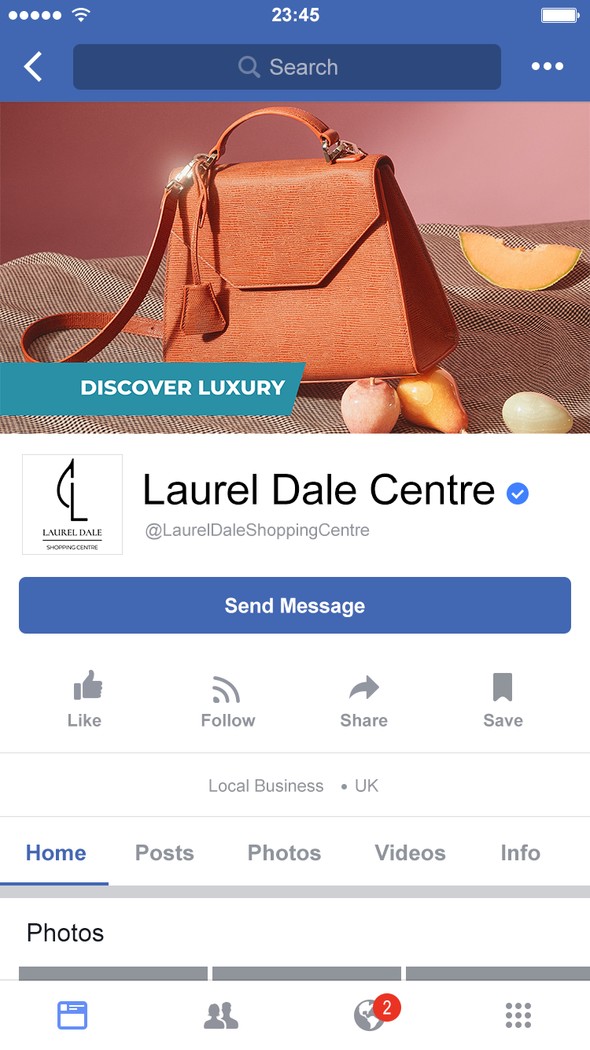 23:45
Search
DISCOVER LUXURY
LAUREL DALE
SHOPPING CENTRE
Laurel Dale Centre
@LaurelDaleShoppingCentre
Send Message
Like Follow Share Save
Local Business • UK
Home Posts Photos Videos Info
Photos
2